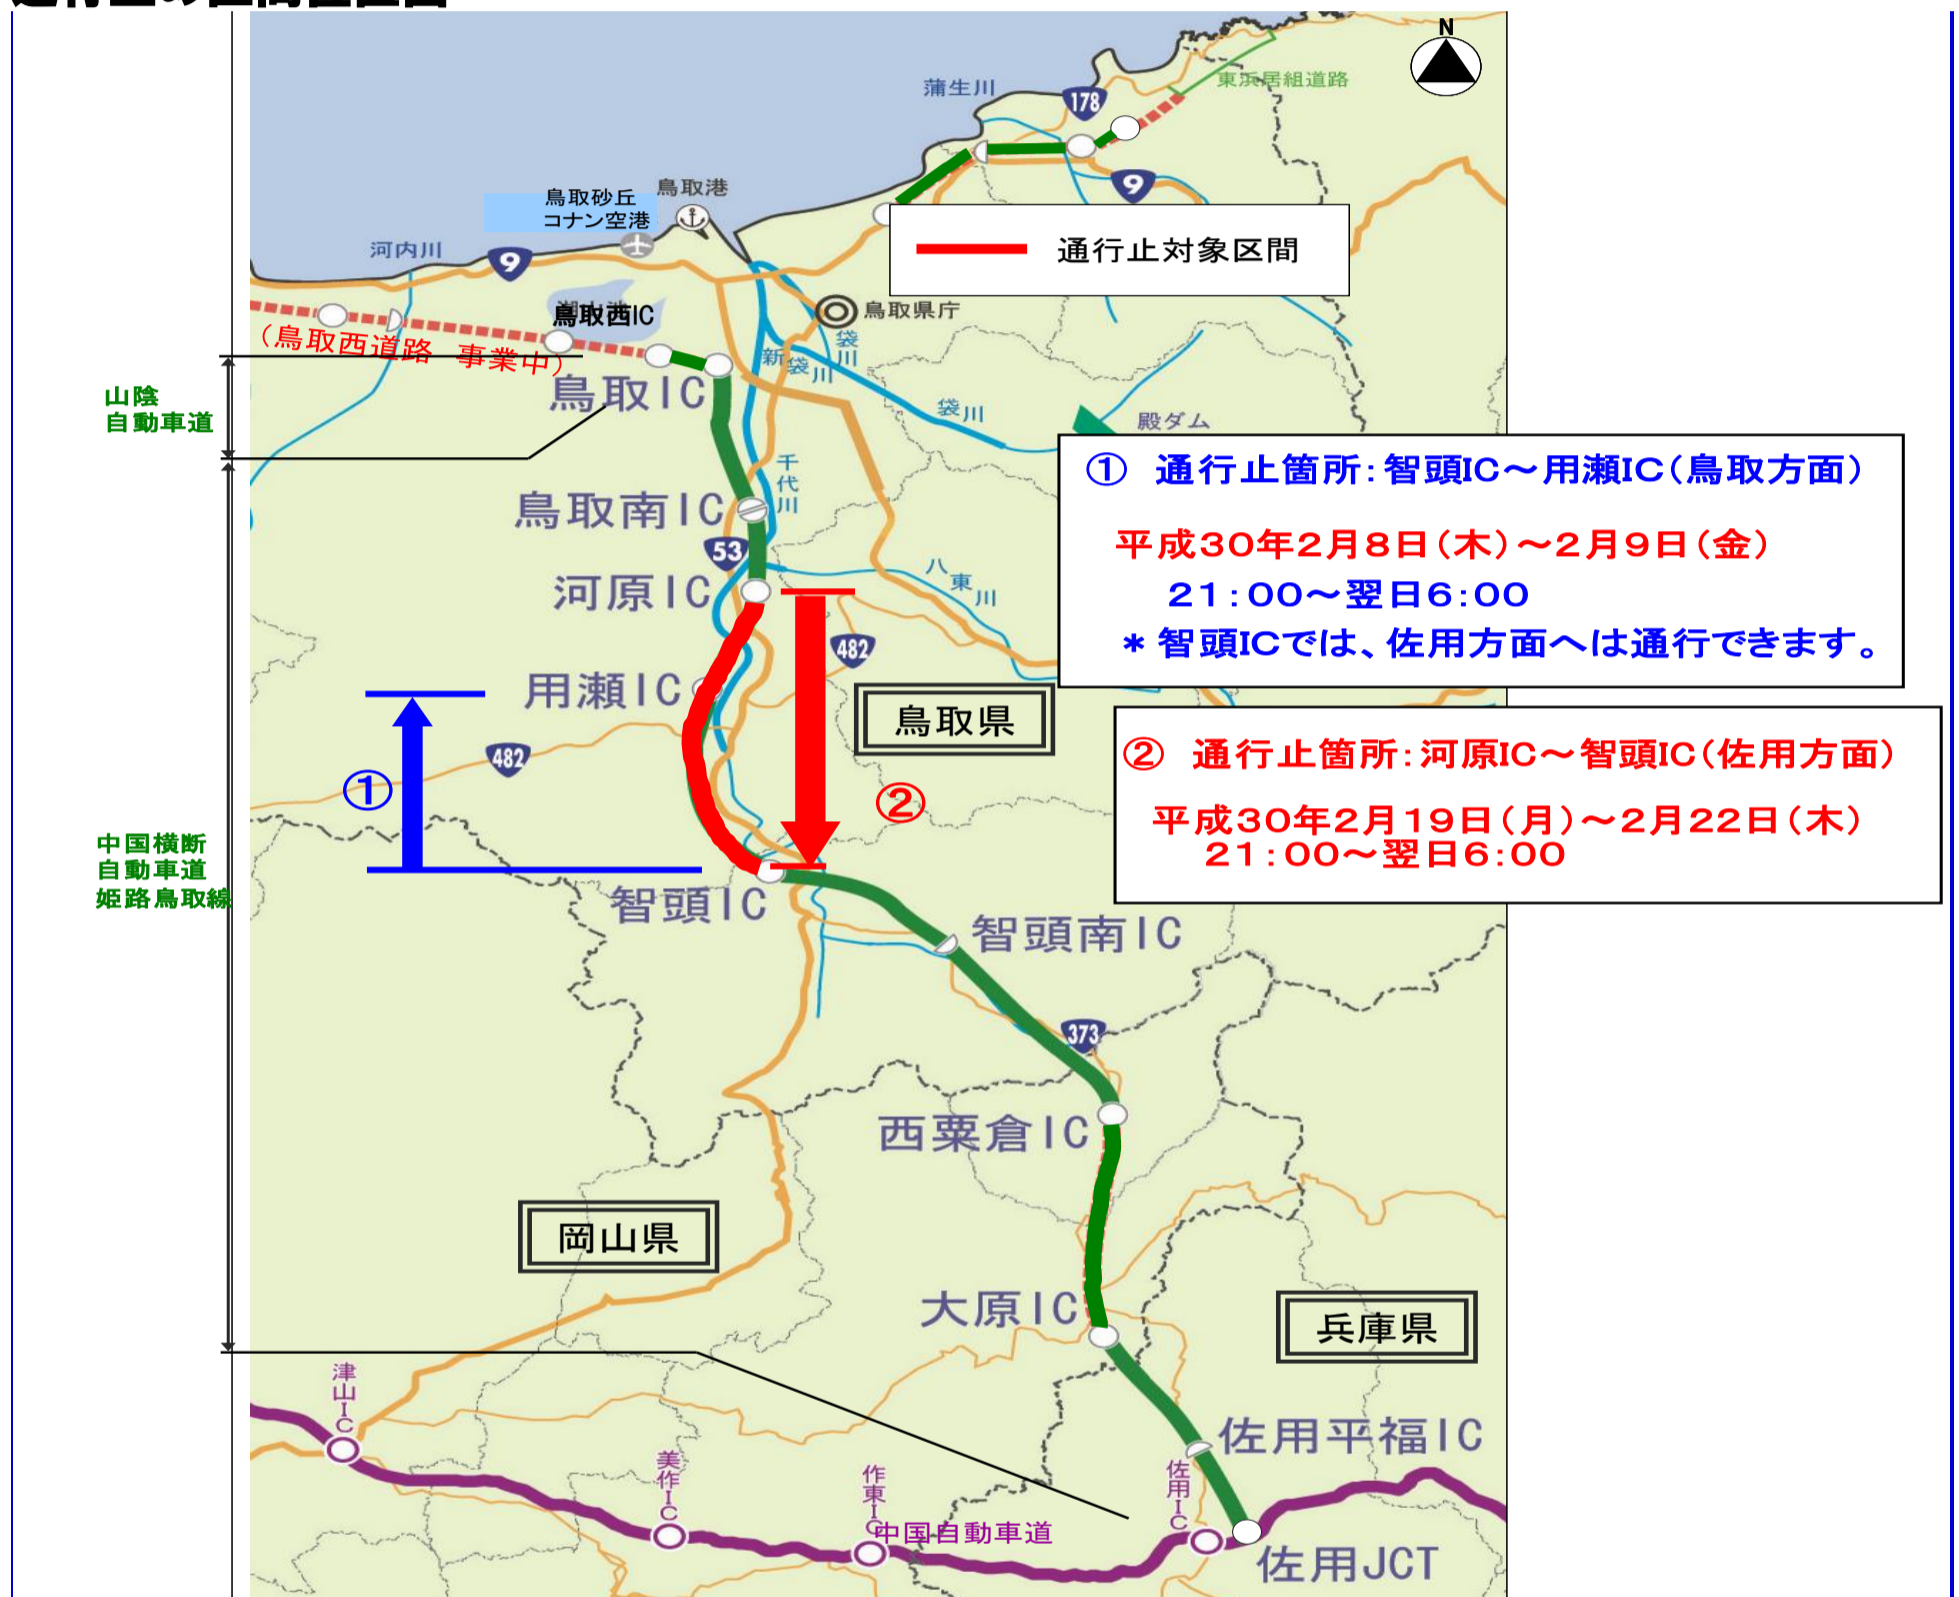 N
東浜居組道路
蒲生川
178
9
鳥取砂丘
コナン空港
鳥取港
河内川
9
通行止対象区間
鳥取西IC
鳥取県庁
(鳥取西道路 事業中)
新袋川
袋川
袋川
殿ダム
山陰
自動車道
鳥取IC
千代川
鳥取南IC
53
八東川
河原IC
① 通行止箇所：智頭IC～用瀬IC（鳥取方面）
平成30年2月8日（木）～2月9日（金）
21：00～翌日6：00
＊智頭ICでは、佐用方面へは通行できます。
482
用瀬IC
鳥取県
482
①
②
② 通行止箇所：河原IC～智頭IC（佐用方面）
平成30年2月19日（月）～2月22日（木）
21：00～翌日6：00
中国横断
自動車道
姫路鳥取線
智頭IC
智頭南IC
373
西粟倉IC
岡山県
大原IC
兵庫県
津山IC
佐用平福IC
美作IC
作東IC
佐用IC
中国自動車道
佐用JCT